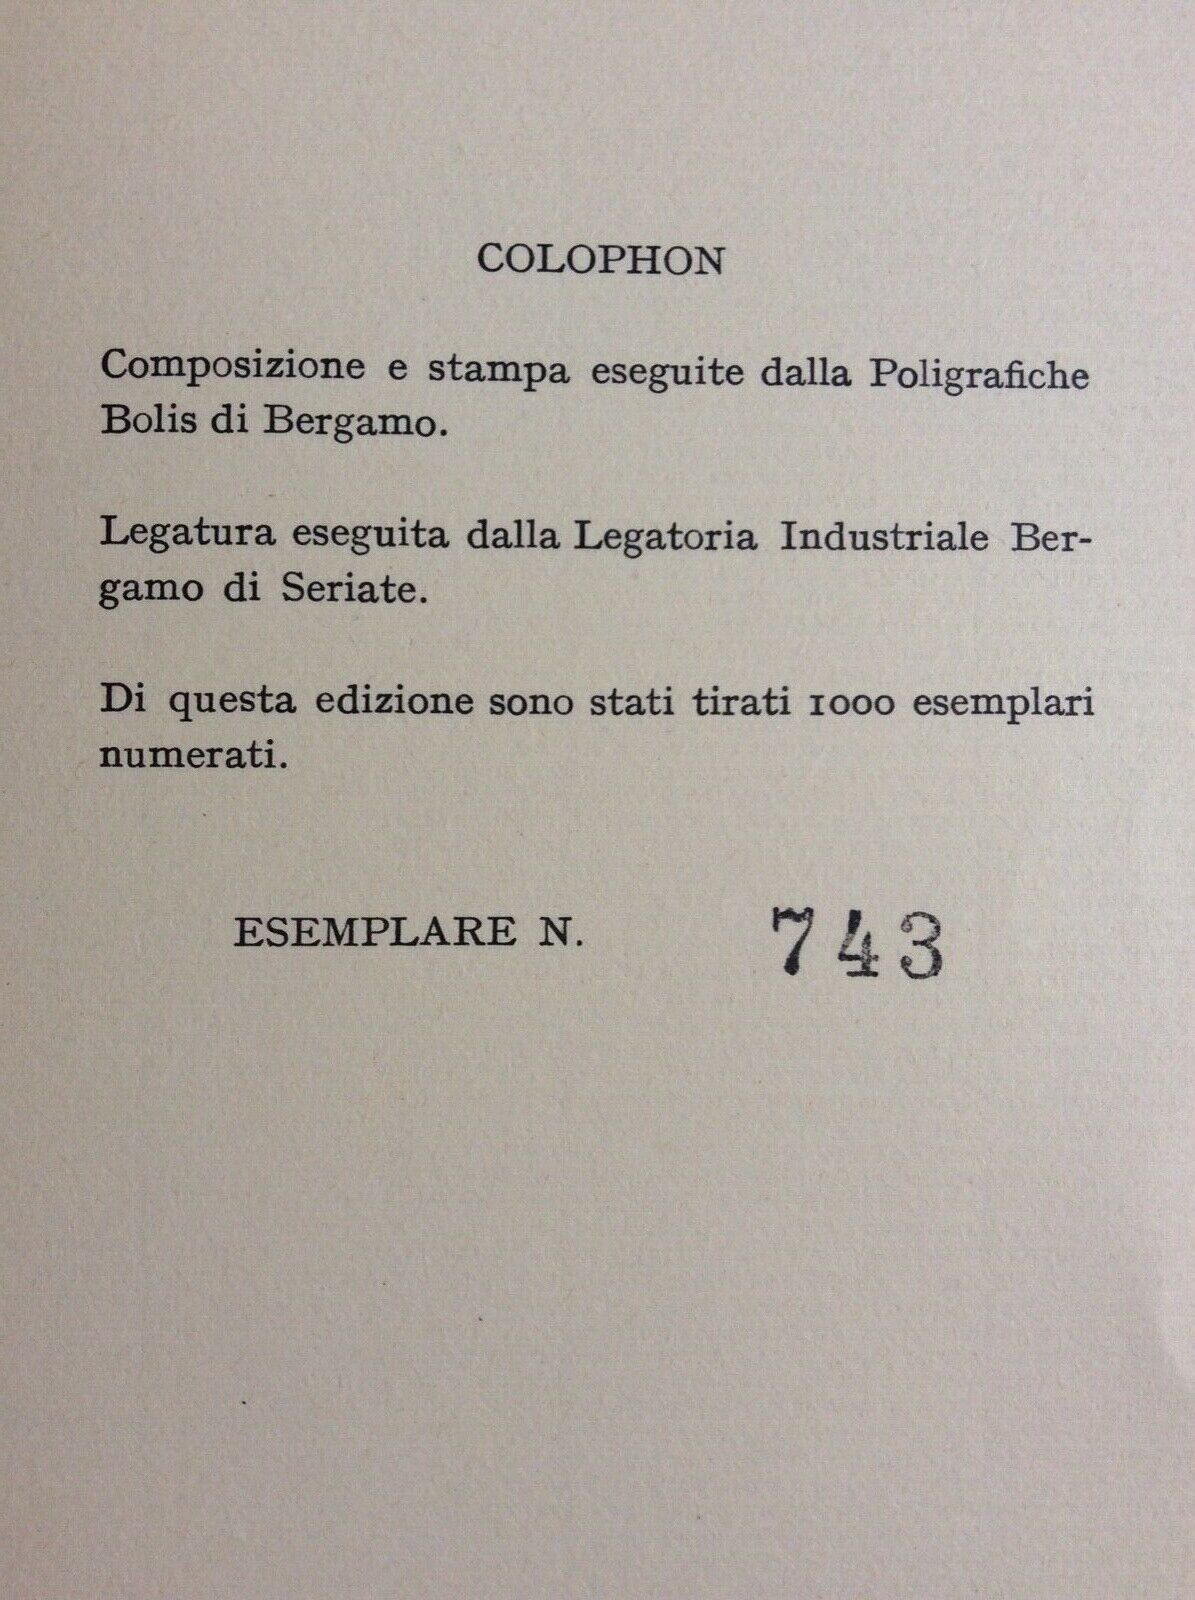 COLOPHON
Composizione e stampa eseguite dalla Poligrafiche
Bolis di Bergamo.
Legatura eseguita dalla Legatoria Industriale Ber-
gamo di Seriate.
Di questa edizione sono stati tirati 1000 esemplari
numerati.
ESEMPLARE N. 743